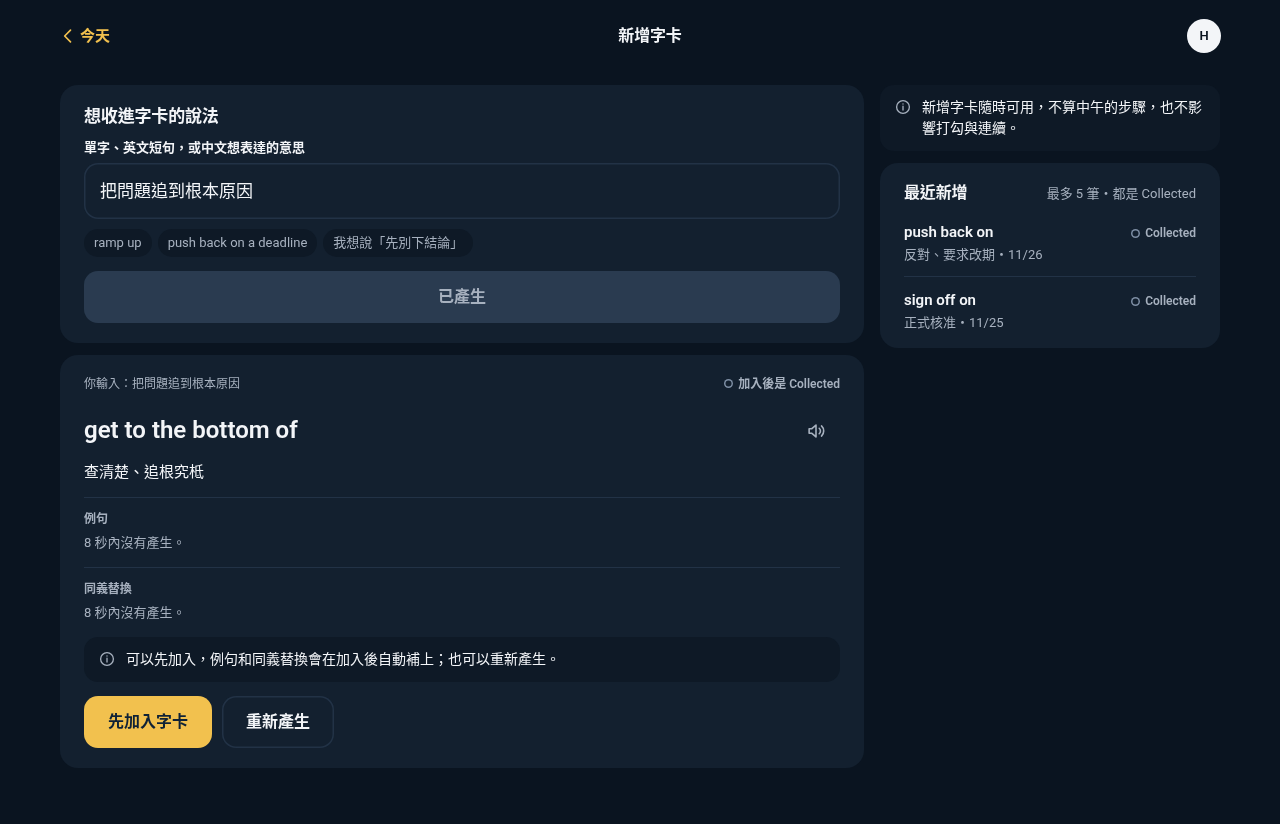 今天
新增字卡
H
想收進字卡的說法
單字、英文短句，或中文想表達的意思
把問題追到根本原因
ramp up
push back on a deadline
我想說「先別下結論」
已產生
你輸入：把問題追到根本原因
加入後是 Collected
get to the bottom of
查清楚、追根究柢
例句
8 秒內沒有產生。
同義替換
8 秒內沒有產生。
可以先加入，例句和同義替換會在加入後自動補上；也可以重新產生。
先加入字卡
重新產生
新增字卡隨時可用，不算中午的步驟，也不影
響打勾與連續。
最近新增
最多 5 筆・都是 Collected
push back on
Collected
反對、要求改期・11/26
sign off on
Collected
正式核准・11/25